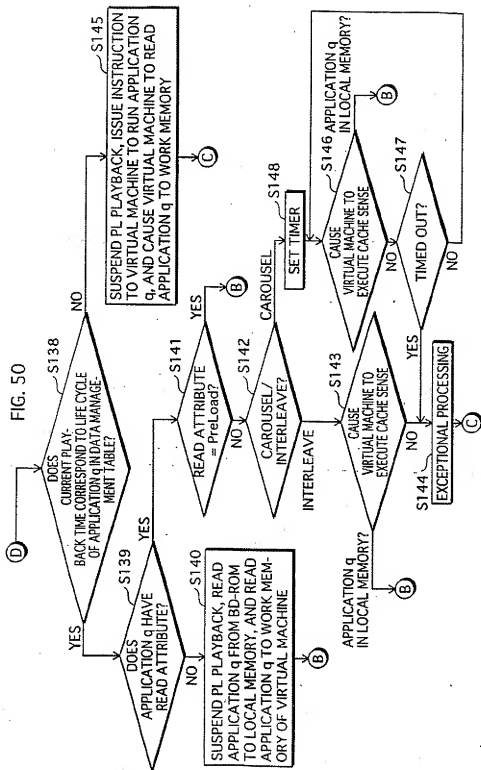 FIG. 50
D
S138
DOES
CURRENT PLAY-
BACK TIME CORRESPOND TO LIFE CYCLE
OF APPLICATION q IN DATA MANAGE-
MENT TABLE?
YES
NO
S145
SUSPEND PL PLAYBACK, ISSUE INSTRUCTION
TO VIRTUAL MACHINE TO RUN APPLICATION
q, AND CAUSE VIRTUAL MACHINE TO READ
APPLICATION q TO WORK MEMORY
C
S139
DOES
APPLICATION q HAVE
READ ATTRIBUTE?
YES
NO
S140
SUSPEND PL PLAYBACK, READ
APPLICATION q FROM BD-ROM
TO LOCAL MEMORY, AND READ
APPLICATION q TO WORK MEM-
ORY OF VIRTUAL MACHINE
B
S141
READ ATTRIBUTE
= PreLoad?
YES
B
NO
S142
CAROUSEL/
INTERLEAVE?
CAROUSEL
INTERLEAVE
S148
SET TIMER
S143
CAUSE
VIRTUAL MACHINE TO
EXECUTE CACHE SENSE
APPLICATION q
IN LOCAL MEMORY?
B
NO
S144
EXCEPTIONAL PROCESSING
C
S146
CAUSE
VIRTUAL MACHINE TO
EXECUTE CACHE SENSE
APPLICATION q
IN LOCAL MEMORY?
B
NO
S147
TIMED OUT?
YES
NO